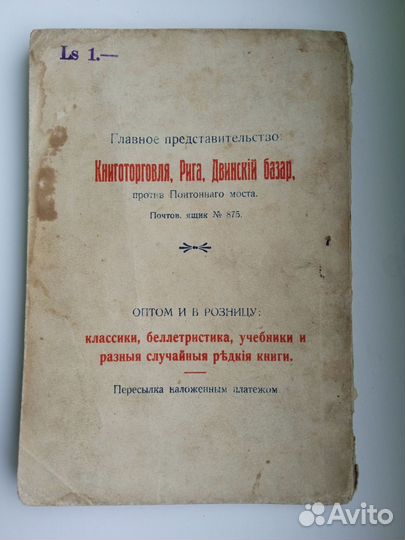 Ls 1.—
Главное представительство:
Книготорговля, Рига, Двинскій базар,
против Понтоннаго моста.
Почтов. ящик № 875.
ОПТОМ И В РОЗНИЦУ:
классики, беллетристика, учебники и
разныя случайныя рѣдкія книги.
Пересылка наложенным платежом
Avito